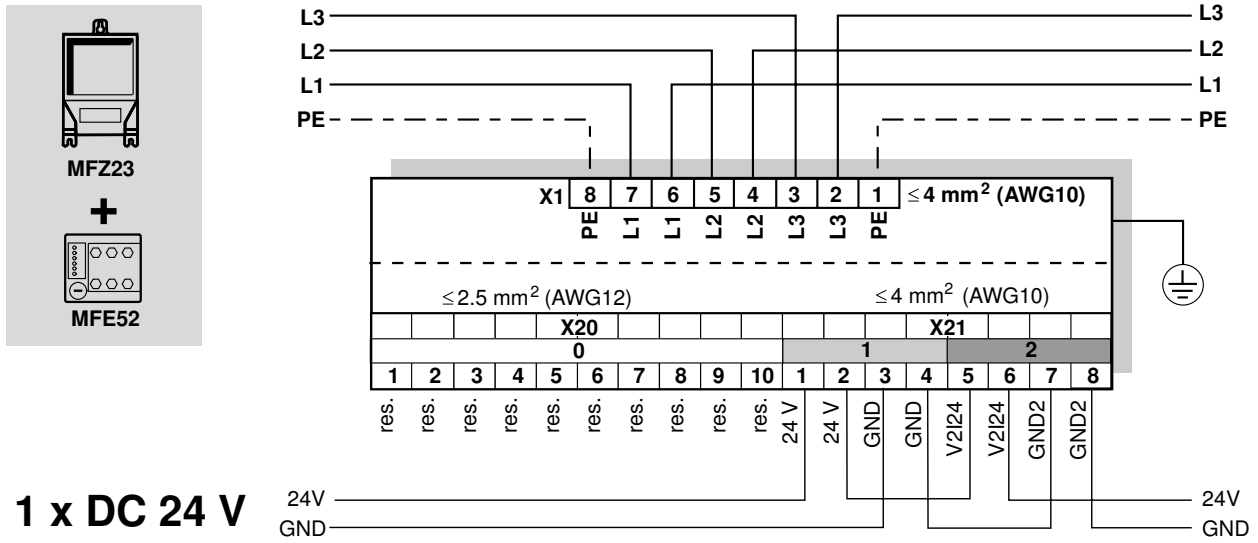 L3 L3
L2 L2
L1 L1
PE PE
MFZ23
+
MFE52
X1 8 7 6 5 4 3 2 1 ≤ 4 mm² (AWG10)
PE L1 L1 L2 L2 L3 L3 PE
≤ 2.5 mm² (AWG12) ≤ 4 mm² (AWG10)
X20 X21
0 1 2
1 2 3 4 5 6 7 8 9 10 1 2 3 4 5 6 7 8
res. res. res. res. res. res. res. res. res. res. 24 V 24 V GND GND V2I24 V2I24 GND2 GND2
1 x DC 24 V
24V 24V
GND GND